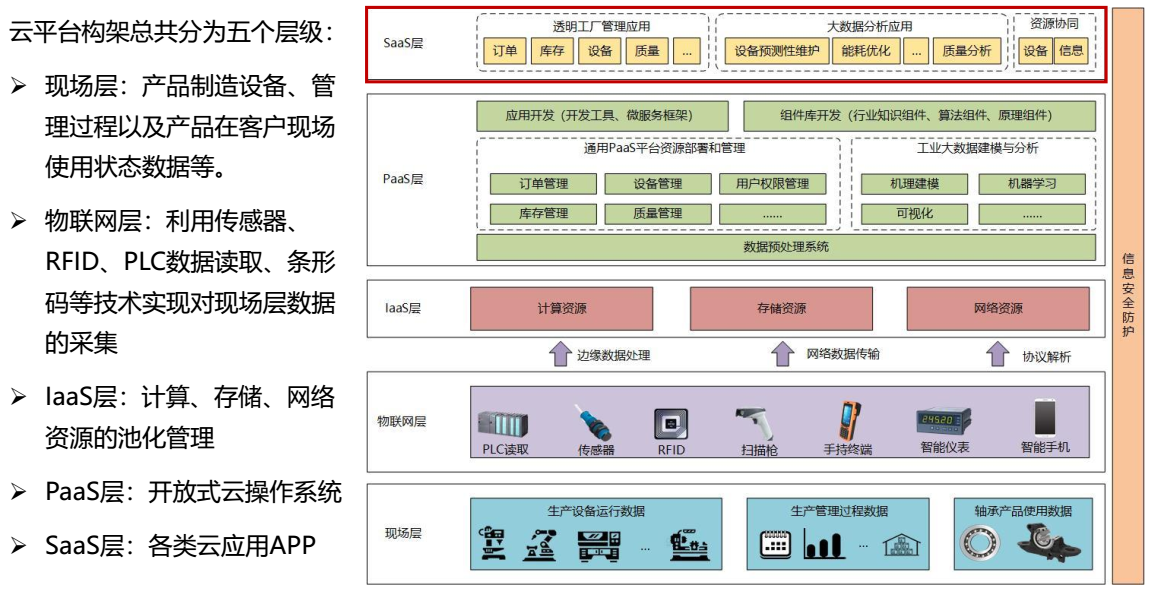 云平台构架总共分为五个层级：
➢ 现场层：产品制造设备、管
理过程以及产品在客户现场
使用状态数据等。
➢ 物联网层：利用传感器、
RFID、PLC数据读取、条形
码等技术实现对现场层数据
的采集
➢ IaaS层：计算、存储、网络
资源的池化管理
➢ PaaS层：开放式云操作系统
➢ SaaS层：各类云应用APP
SaaS层
透明工厂管理应用
订单 库存 设备 质量 ...
大数据分析应用
设备预测性维护 能耗优化 ... 质量分析
资源协同
设备 信息
PaaS层
应用开发（开发工具、微服务框架）
组件库开发（行业知识组件、算法组件、原理组件）
通用PaaS平台资源部署和管理
订单管理 设备管理 用户权限管理
库存管理 质量管理 ......
工业大数据建模与分析
机理建模 机器学习
可视化 ......
数据预处理系统
IaaS层
计算资源 存储资源 网络资源
边缘数据处理 网络数据传输 协议解析
物联网层
24520
PLC读取 传感器 RFID 扫描枪 手持终端 智能仪表 智能手机
现场层
生产设备运行数据
...
生产管理过程数据
...
轴承产品使用数据
信息安全防护